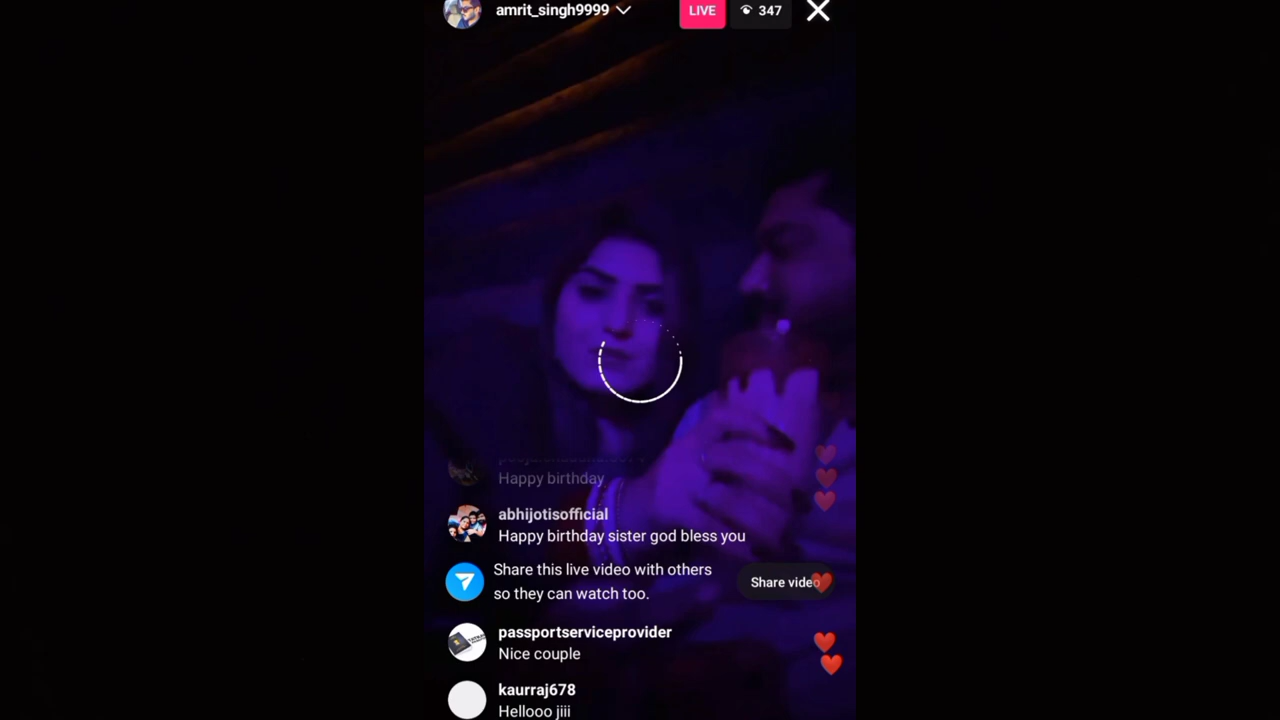 amrit_singh9999
LIVE
347
Happy birthday
abhijotisofficial
Happy birthday sister god bless you
Share this live video with others
so they can watch too.
Share video
passportserviceprovider
Nice couple
kaurraj678
Hellooo jiii